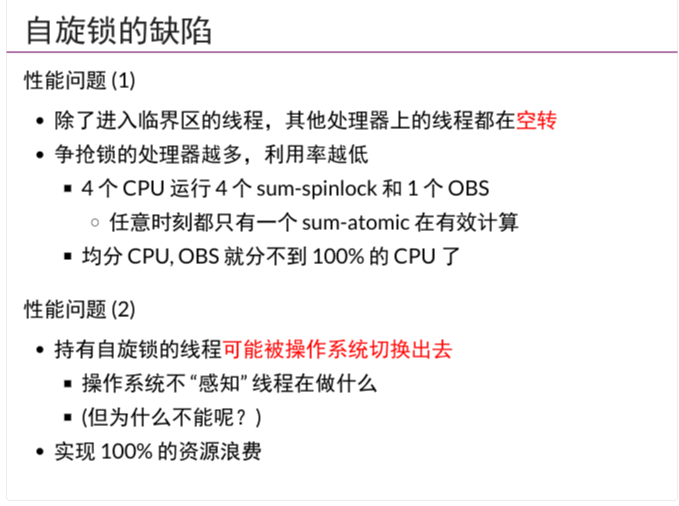 自旋锁的缺陷
性能问题 (1)
• 除了进入临界区的线程，其他处理器上的线程都在空转
• 争抢锁的处理器越多，利用率越低
▪ 4 个 CPU 运行 4 个 sum-spinlock 和 1 个 OBS
◦ 任意时刻都只有一个 sum-atomic 在有效计算
▪ 均分 CPU, OBS 就分不到 100% 的 CPU 了
性能问题 (2)
• 持有自旋锁的线程可能被操作系统切换出去
▪ 操作系统不 “感知” 线程在做什么
▪ (但为什么不能呢？)
• 实现 100% 的资源浪费